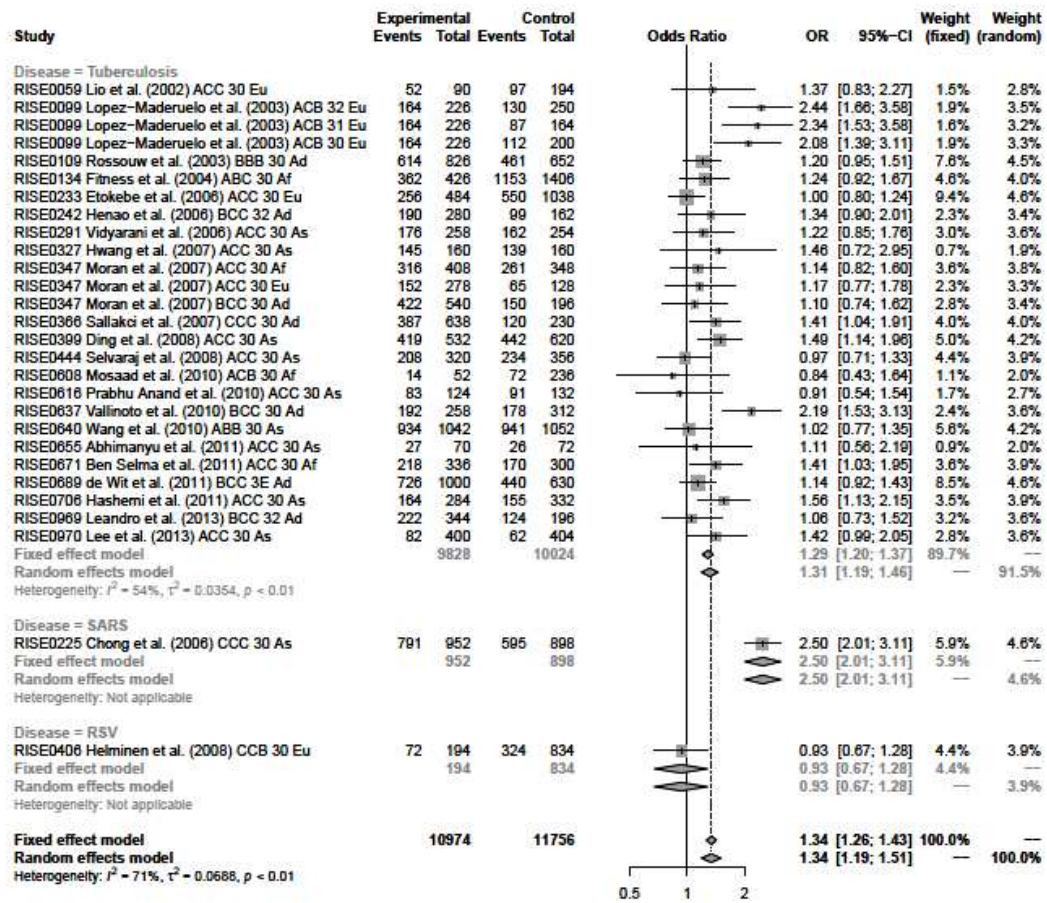 Experimental Control Weight Weight
Study Events Total Events Total Odds Ratio OR 95%-CI (fixed) (random)
Disease = Tuberculosis
RISE0059 Lio et al. (2002) ACC 30 Eu 52 90 97 194 1.37 [0.83; 2.27] 1.5% 2.8%
RISE0099 Lopez-Maderuelo et al. (2003) ACB 32 Eu 164 226 130 250 2.44 [1.66; 3.58] 1.9% 3.5%
RISE0099 Lopez-Maderuelo et al. (2003) ACB 31 Eu 164 226 87 164 2.34 [1.53; 3.58] 1.6% 3.2%
RISE0099 Lopez-Maderuelo et al. (2003) ACB 30 Eu 164 226 112 200 2.08 [1.39; 3.11] 1.9% 3.3%
RISE0109 Rossouw et al. (2003) BBB 30 Ad 614 826 461 652 1.20 [0.95; 1.51] 7.6% 4.5%
RISE0134 Fitness et al. (2004) ABC 30 Af 362 426 1153 1406 1.24 [0.92; 1.67] 4.6% 4.0%
RISE0233 Etokebe et al. (2006) ACC 30 Eu 256 484 550 1038 1.00 [0.80; 1.24] 9.4% 4.6%
RISE0242 Henao et al. (2006) BCC 32 Ad 190 280 99 162 1.34 [0.90; 2.01] 2.3% 3.4%
RISE0291 Vidyarani et al. (2006) ACC 30 As 176 258 162 254 1.22 [0.85; 1.76] 3.0% 3.6%
RISE0327 Hwang et al. (2007) ACC 30 As 145 160 139 160 1.46 [0.72; 2.95] 0.7% 1.9%
RISE0347 Moran et al. (2007) ACC 30 Af 316 408 261 348 1.14 [0.82; 1.60] 3.6% 3.8%
RISE0347 Moran et al. (2007) ACC 30 Eu 152 278 65 128 1.17 [0.77; 1.78] 2.3% 3.3%
RISE0347 Moran et al. (2007) BCC 30 Ad 422 540 150 196 1.10 [0.74; 1.62] 2.8% 3.4%
RISE0366 Sallakci et al. (2007) CCC 30 Ad 387 638 120 230 1.41 [1.04; 1.91] 4.0% 4.0%
RISE0399 Ding et al. (2008) ACC 30 As 419 532 442 620 1.49 [1.14; 1.96] 5.0% 4.2%
RISE0444 Selvaraj et al. (2008) ACC 30 As 208 320 234 356 0.97 [0.71; 1.33] 4.4% 3.9%
RISE0608 Mosaad et al. (2010) ACB 30 Af 14 52 72 236 0.84 [0.43; 1.64] 1.1% 2.0%
RISE0616 Prabhu Anand et al. (2010) ACC 30 As 83 124 91 132 0.91 [0.54; 1.54] 1.7% 2.7%
RISE0637 Vallinoto et al. (2010) BCC 30 Ad 192 258 178 312 2.19 [1.53; 3.13] 2.4% 3.6%
RISE0640 Wang et al. (2010) ABB 30 As 934 1042 941 1052 1.02 [0.77; 1.35] 5.6% 4.2%
RISE0655 Abhimanyu et al. (2011) ACC 30 As 27 70 26 72 1.11 [0.56; 2.19] 0.9% 2.0%
RISE0671 Ben Selma et al. (2011) ACC 30 Af 218 336 170 300 1.41 [1.03; 1.95] 3.6% 3.9%
RISE0689 de Wit et al. (2011) BCC 3E Ad 726 1000 440 630 1.14 [0.92; 1.43] 8.5% 4.6%
RISE0706 Hashemi et al. (2011) ACC 30 As 164 284 155 332 1.56 [1.13; 2.15] 3.5% 3.9%
RISE0969 Leandro et al. (2013) BCC 32 Ad 222 344 124 196 1.06 [0.73; 1.52] 3.2% 3.6%
RISE0970 Lee et al. (2013) ACC 30 As 82 400 62 404 1.42 [0.99; 2.05] 2.8% 3.6%
Fixed effect model 9828 10024 1.29 [1.20; 1.37] 89.7% —
Random effects model 1.31 [1.19; 1.46] — 91.5%
Heterogeneity: I² = 54%, τ² = 0.0354, p < 0.01
Disease = SARS
RISE0225 Chong et al. (2006) CCC 30 As 791 952 595 898 2.50 [2.01; 3.11] 5.9% 4.6%
Fixed effect model 952 898 2.50 [2.01; 3.11] 5.9% —
Random effects model 2.50 [2.01; 3.11] — 4.6%
Heterogeneity: Not applicable
Disease = RSV
RISE0406 Helminen et al. (2008) CCB 30 Eu 72 194 324 834 0.93 [0.67; 1.28] 4.4% 3.9%
Fixed effect model 194 834 0.93 [0.67; 1.28] 4.4% —
Random effects model 0.93 [0.67; 1.28] — 3.9%
Heterogeneity: Not applicable
Fixed effect model 10974 11756 1.34 [1.26; 1.43] 100.0% —
Random effects model 1.34 [1.19; 1.51] — 100.0%
Heterogeneity: I² = 71%, τ² = 0.0688, p < 0.01
0.5 1 2